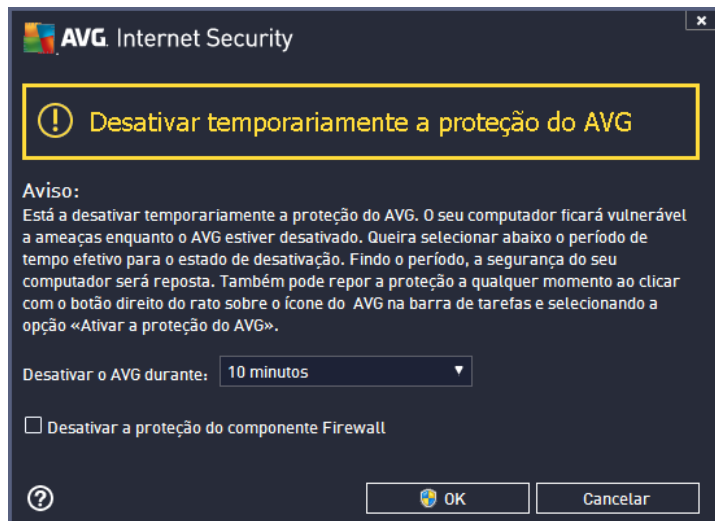 AVG. Internet Security
Desativar temporariamente a proteção do AVG
Aviso:
Está a desativar temporariamente a proteção do AVG. O seu computador ficará vulnerável
a ameaças enquanto o AVG estiver desativado. Queira selecionar abaixo o período de
tempo efetivo para o estado de desativação. Findo o período, a segurança do seu
computador será reposta. Também pode repor a proteção a qualquer momento ao clicar
com o botão direito do rato sobre o ícone do AVG na barra de tarefas e selecionando a
opção «Ativar a proteção do AVG».
Desativar o AVG durante: 10 minutos
Desativar a proteção do componente Firewall
OK Cancelar